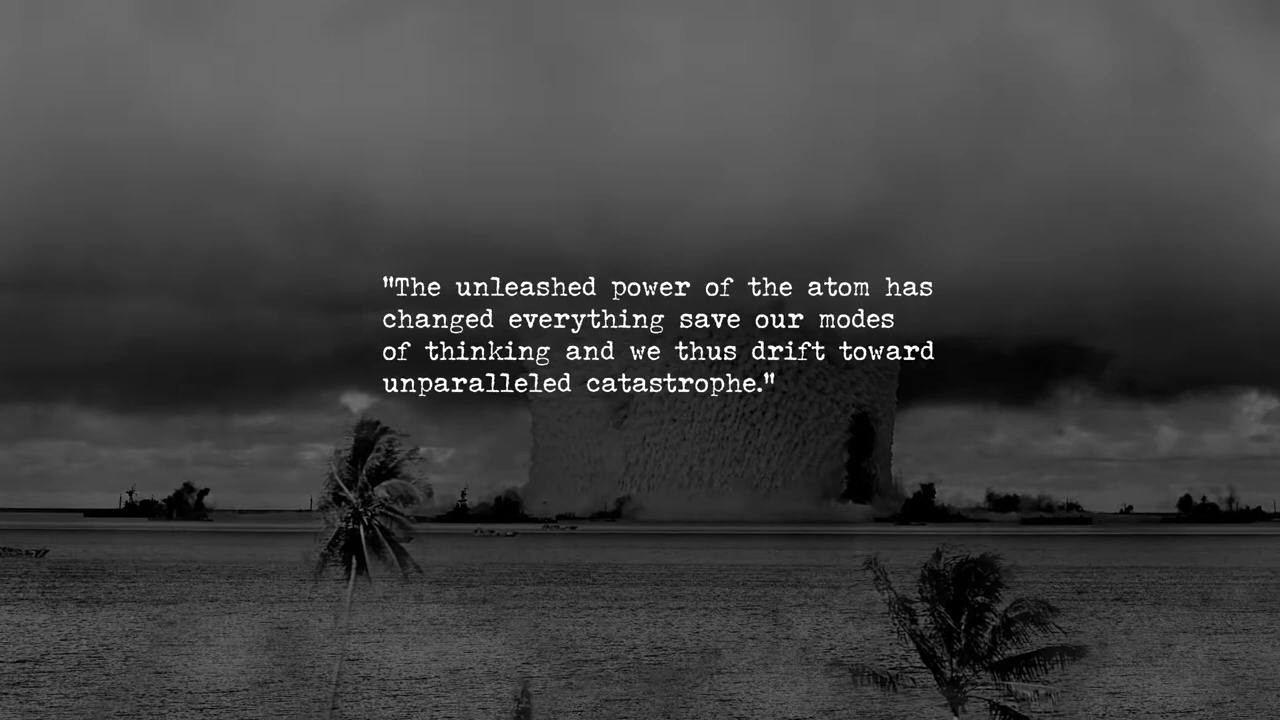 "The unleashed power of the atom has
changed everything save our modes
of thinking and we thus drift toward
unparalleled catastrophe."